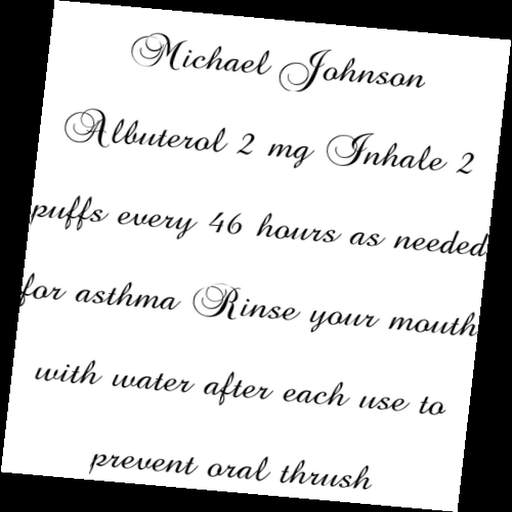 Michael Johnson
Albuterol 2 mg Inhale 2
puffs every 46 hours as needed
for asthma Rinse your mouth
with water after each use to
prevent oral thrush